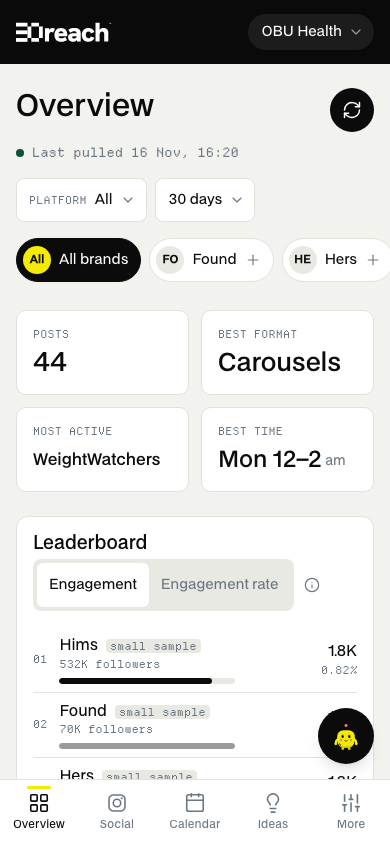 reach
OBU Health
Overview
Last pulled 16 Nov, 16:20
PLATFORM All
30 days
All All brands
FO Found +
HE Hers +
POSTS
44
BEST FORMAT
Carousels
MOST ACTIVE
WeightWatchers
BEST TIME
Mon 12–2 am
Leaderboard
Engagement
Engagement rate
01
Hims small sample
532K followers
1.8K
0.82%
02
Found small sample
70K followers
Hers small sample
Overview
Social
Calendar
Ideas
More